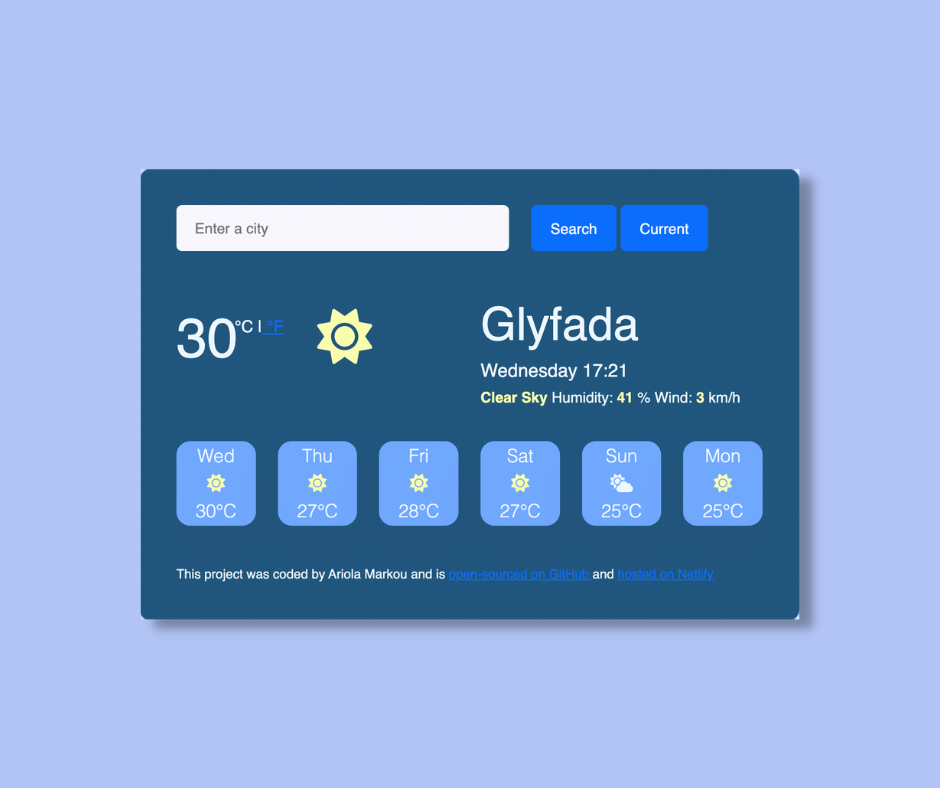 Enter a city
Search
Current
30°C | °F
Glyfada
Wednesday 17:21
Clear Sky Humidity: 41 % Wind: 3 km/h
Wed
30°C
Thu
27°C
Fri
28°C
Sat
27°C
Sun
25°C
Mon
25°C
This project was coded by Ariola Markou and is open-sourced on GitHub and hosted on Netlify